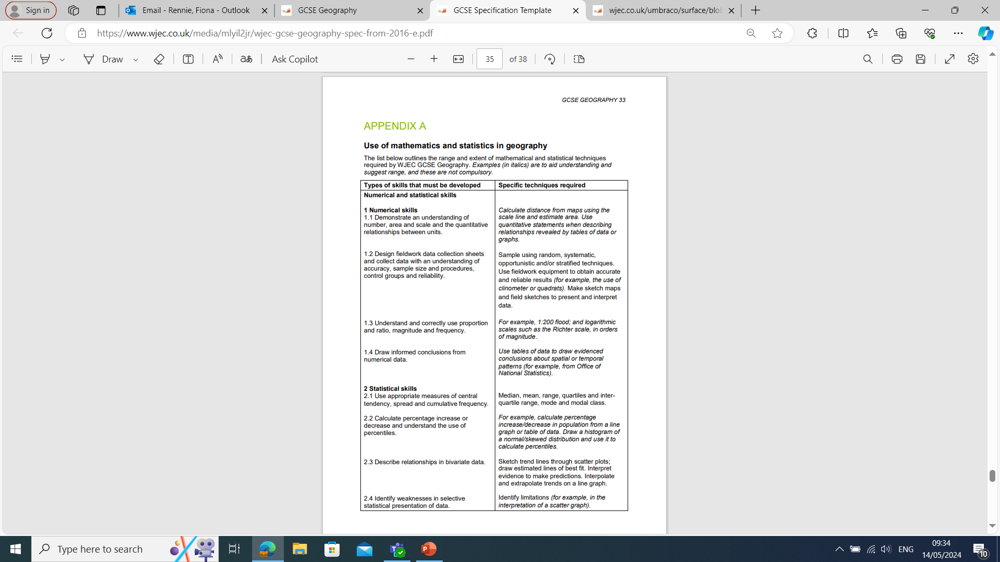 Sign in
Email - Rennie, Fiona - Outlook
GCSE Geography
GCSE Specification Template
wjec.co.uk/umbraco/surface/blob
https://www.wjec.co.uk/media/mlyil2jr/wjec-gcse-geography-spec-from-2016-e.pdf
Draw
Ask Copilot
35 of 38
GCSE GEOGRAPHY 33
APPENDIX A
Use of mathematics and statistics in geography
The list below outlines the range and extent of mathematical and statistical techniques
required by WJEC GCSE Geography. Examples (in italics) are to aid understanding and
suggest range, and these are not compulsory.
Types of skills that must be developed
Specific techniques required
Numerical and statistical skills
1 Numerical skills
1.1 Demonstrate an understanding of
number, area and scale and the quantitative
relationships between units.
Calculate distance from maps using the
scale line and estimate area. Use
quantitative statements when describing
relationships revealed by tables of data or
graphs.
1.2 Design fieldwork data collection sheets
and collect data with an understanding of
accuracy, sample size and procedures,
control groups and reliability.
Sample using random, systematic,
opportunistic and/or stratified techniques.
Use fieldwork equipment to obtain accurate
and reliable results (for example, the use of
clinometer or quadrats). Make sketch maps
and field sketches to present and interpret
data.
1.3 Understand and correctly use proportion
and ratio, magnitude and frequency.
For example, 1:200 flood; and logarithmic
scales such as the Richter scale, in orders
of magnitude.
1.4 Draw informed conclusions from
numerical data.
Use tables of data to draw evidenced
conclusions about spatial or temporal
patterns (for example, from Office of
National Statistics).
2 Statistical skills
2.1 Use appropriate measures of central
tendency, spread and cumulative frequency.
Median, mean, range, quartiles and inter-
quartile range, mode and modal class.
2.2 Calculate percentage increase or
decrease and understand the use of
percentiles.
For example, calculate percentage
increase/decrease in population from a line
graph or table of data. Draw a histogram of
a normal/skewed distribution and use it to
calculate percentiles.
2.3 Describe relationships in bivariate data.
Sketch trend lines through scatter plots;
draw estimated lines of best fit. Interpret
evidence to make predictions. Interpolate
and extrapolate trends on a line graph.
2.4 Identify weaknesses in selective
statistical presentation of data.
Identify limitations (for example, in the
interpretation of a scatter graph).
Type here to search
ENG
09:34
14/05/2024
10